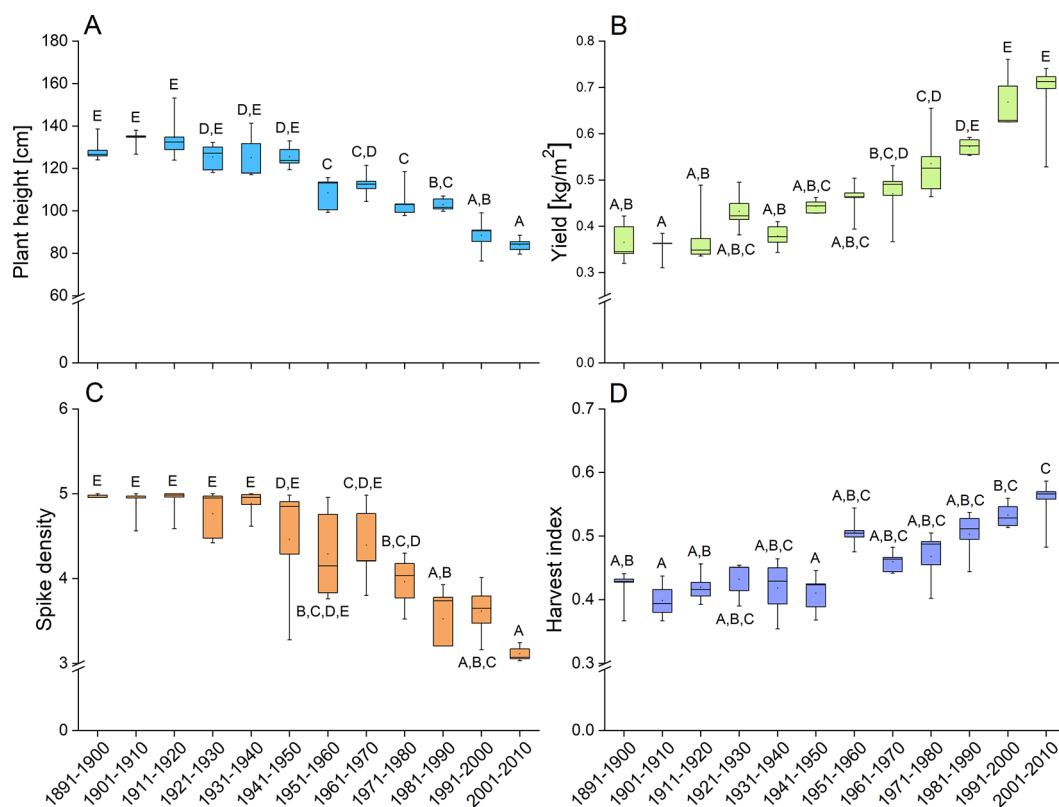 A
Plant height [cm]
180
160
140
120
100
80
60
0
E
E
E
D,E
D,E
D,E
C
C,D
C
B,C
A,B
A
B
Yield [kg/m²]
0.8
0.7
0.6
0.5
0.4
0.3
0.0
A,B
A
A,B
A,B,C
A,B
A,B,C
A,B,C
B,C,D
C,D
D,E
E
E
C
Spike density
6
5
4
3
0
E
E
E
E
E
D,E
B,C,D,E
C,D,E
B,C,D
A,B
A,B,C
A
1891-1900
1901-1910
1911-1920
1921-1930
1931-1940
1941-1950
1951-1960
1961-1970
1971-1980
1981-1990
1991-2000
2001-2010
D
Harvest index
0.7
0.6
0.5
0.4
0.3
0.0
A,B
A
A,B
A,B,C
A,B,C
A
A,B,C
A,B,C
A,B,C
A,B,C
B,C
C
1891-1900
1901-1910
1911-1920
1921-1930
1931-1940
1941-1950
1951-1960
1961-1970
1971-1980
1981-1990
1991-2000
2001-2010